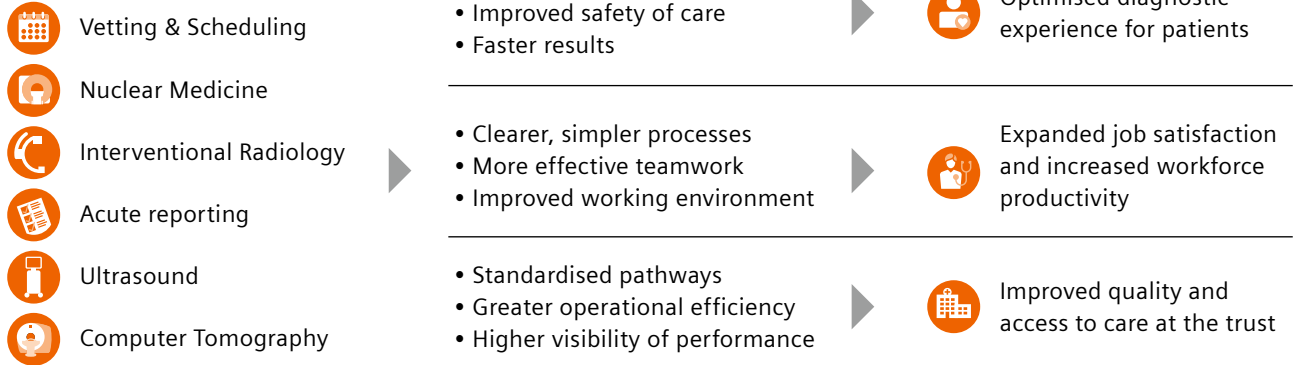 Vetting & Scheduling
Nuclear Medicine
Interventional Radiology
Acute reporting
Ultrasound
Computer Tomography
• Improved safety of care
• Faster results
Optimised diagnostic
experience for patients
• Clearer, simpler processes
• More effective teamwork
• Improved working environment
Expanded job satisfaction
and increased workforce
productivity
• Standardised pathways
• Greater operational efficiency
• Higher visibility of performance
Improved quality and
access to care at the trust